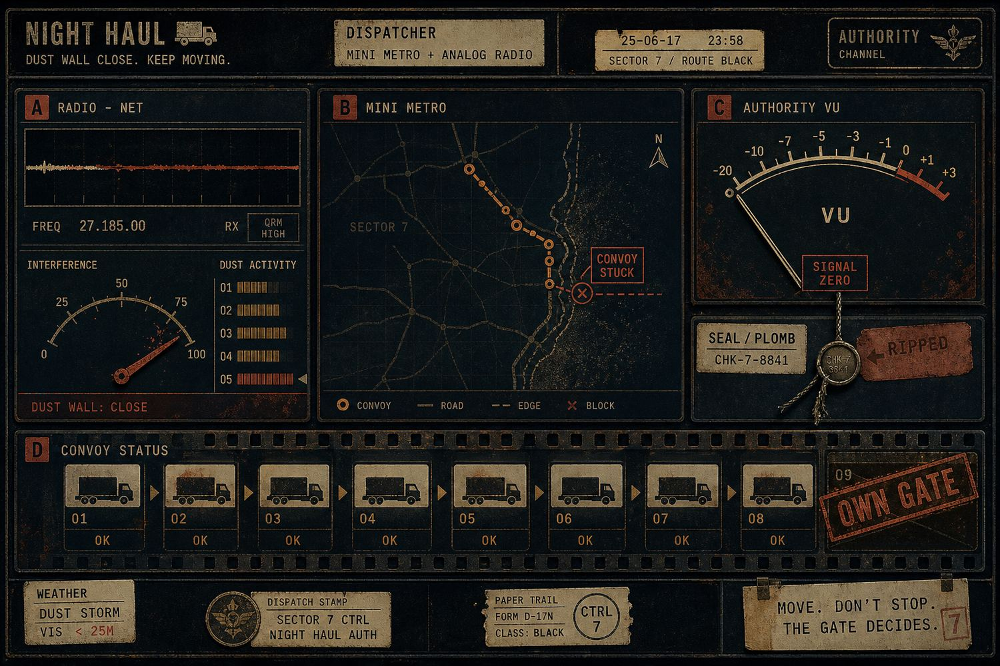 NIGHT HAUL
DUST WALL CLOSE. KEEP MOVING.
DISPATCHER
MINI METRO + ANALOG RADIO
25-06-17 23:58
SECTOR 7 / ROUTE BLACK
AUTHORITY
CHANNEL
A RADIO - NET
FREQ 27.185.00 RX
QRM
HIGH
INTERFERENCE
0
25
50
75
100
DUST ACTIVITY
01
02
03
04
05
DUST WALL: CLOSE
B MINI METRO
N
SECTOR 7
CONVOY
STUCK
CONVOY ROAD EDGE BLOCK
C AUTHORITY VU
-20
-10
-7
-5
-3
-1
0
+1
+3
VU
SIGNAL
ZERO
SEAL / PLOMB
CHK-7-8841
CHK-7
RIPPED
D CONVOY STATUS
01
OK
02
OK
03
OK
04
OK
05
OK
06
OK
07
OK
08
OK
09
OWN GATE
WEATHER
DUST STORM
VIS < 25M
DISPATCH STAMP
SECTOR 7 CTRL
NIGHT HAUL AUTH
PAPER TRAIL
FORM D-17N
CLASS: BLACK
CTRL
7
MOVE. DON'T STOP.
THE GATE DECIDES.
7